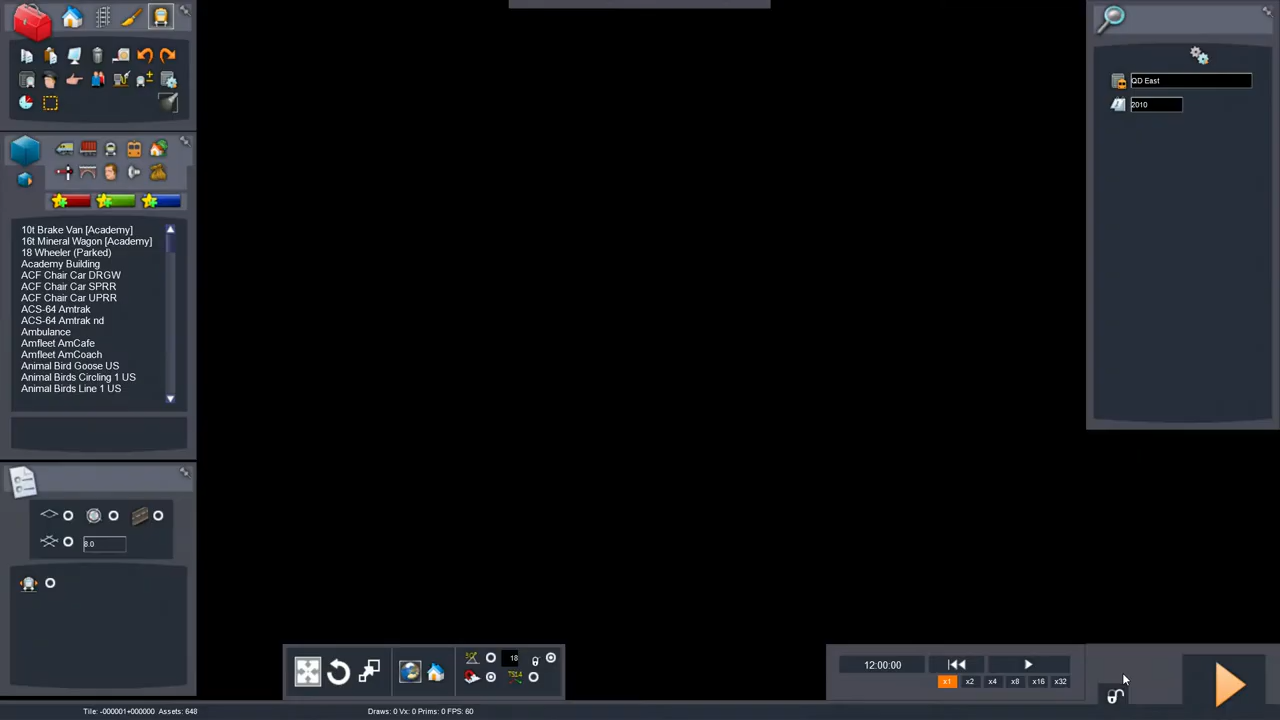 10t Brake Van [Academy]
16t Mineral Wagon [Academy]
18 Wheeler (Parked)
Academy Building
ACF Chair Car DRGW
ACF Chair Car SPRR
ACF Chair Car UPRR
ACS-64 Amtrak
ACS-64 Amtrak nd
Ambulance
Amfleet AmCafe
Amfleet AmCoach
Animal Bird Goose US
Animal Birds Circling 1 US
Animal Birds Line 1 US
8.0
QD East
2010
18
TS14
12:00:00
x1 x2 x4 x8 x16 x32
Tile: -000001+000000 Assets: 648
Draws: 0 Vx: 0 Prims: 0 FPS: 60